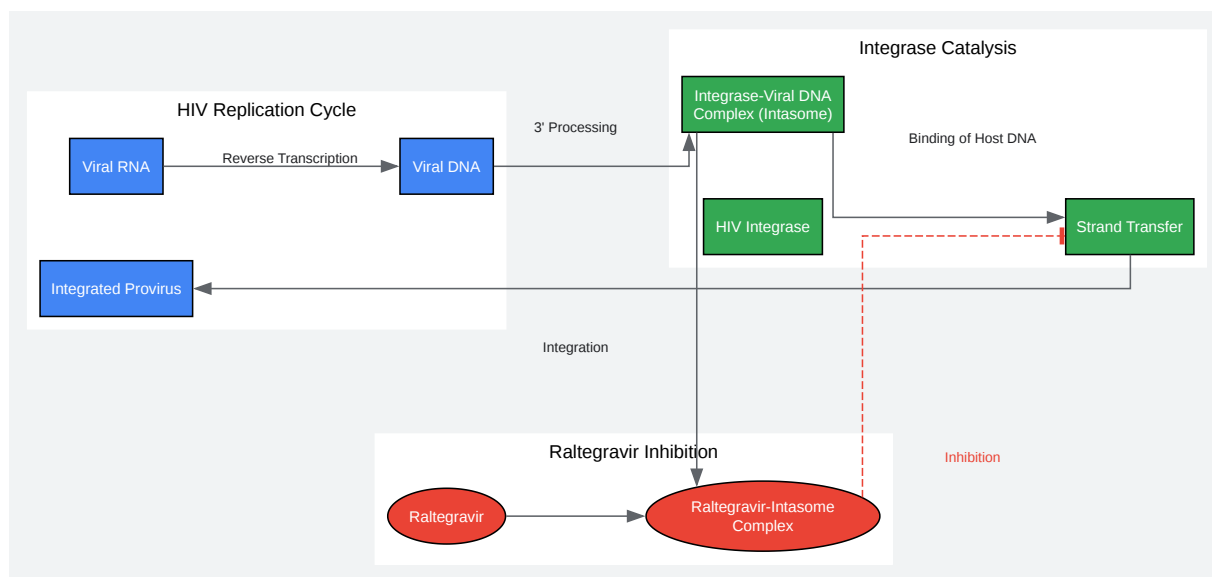 Integrase Catalysis
Integrase-Viral DNA
Complex (Intasome)
HIV Replication Cycle
3' Processing
Binding of Host DNA
Viral RNA
Reverse Transcription
Viral DNA
HIV Integrase
Strand Transfer
Integrated Provirus
Integration
Raltegravir Inhibition
Inhibition
Raltegravir
Raltegravir-Intasome
Complex